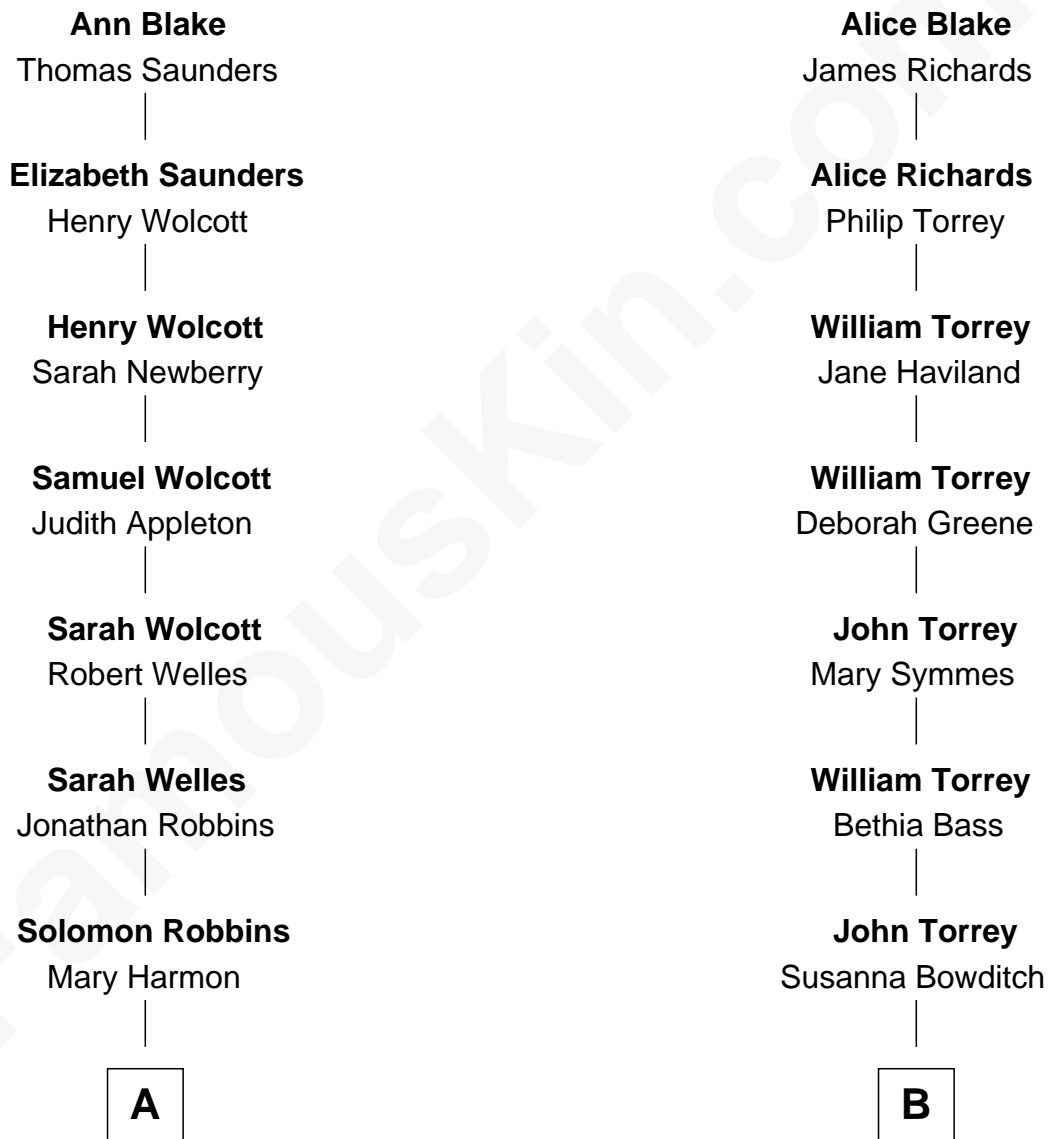 Ann Blake
Thomas Saunders
Elizabeth Saunders
Henry Wolcott
Henry Wolcott
Sarah Newberry
Samuel Wolcott
Judith Appleton
Sarah Wolcott
Robert Welles
Sarah Welles
Jonathan Robbins
Solomon Robbins
Mary Harmon
A
Alice Blake
James Richards
Alice Richards
Philip Torrey
William Torrey
Jane Haviland
William Torrey
Deborah Greene
John Torrey
Mary Symmes
William Torrey
Bethia Bass
John Torrey
Susanna Bowditch
B
FamousKin.com